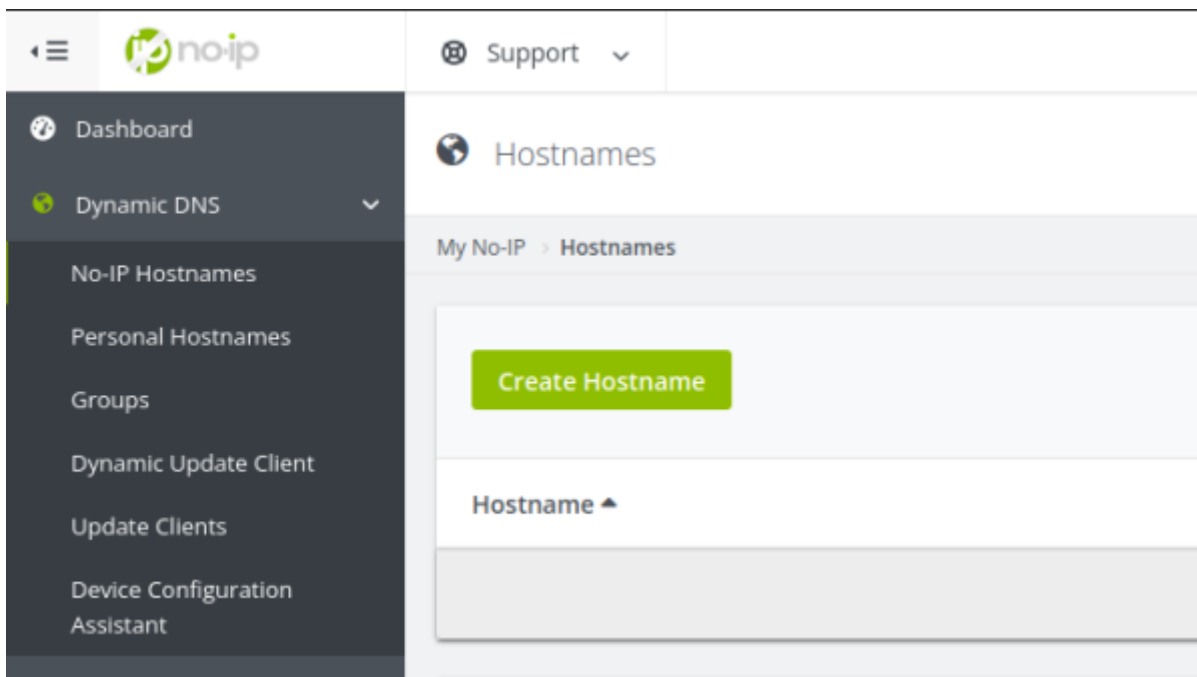 no-ip
Support
Dashboard
Hostnames
Dynamic DNS
My No-IP > Hostnames
No-IP Hostnames
Personal Hostnames
Create Hostname
Groups
Dynamic Update Client
Hostname
Update Clients
Device Configuration
Assistant